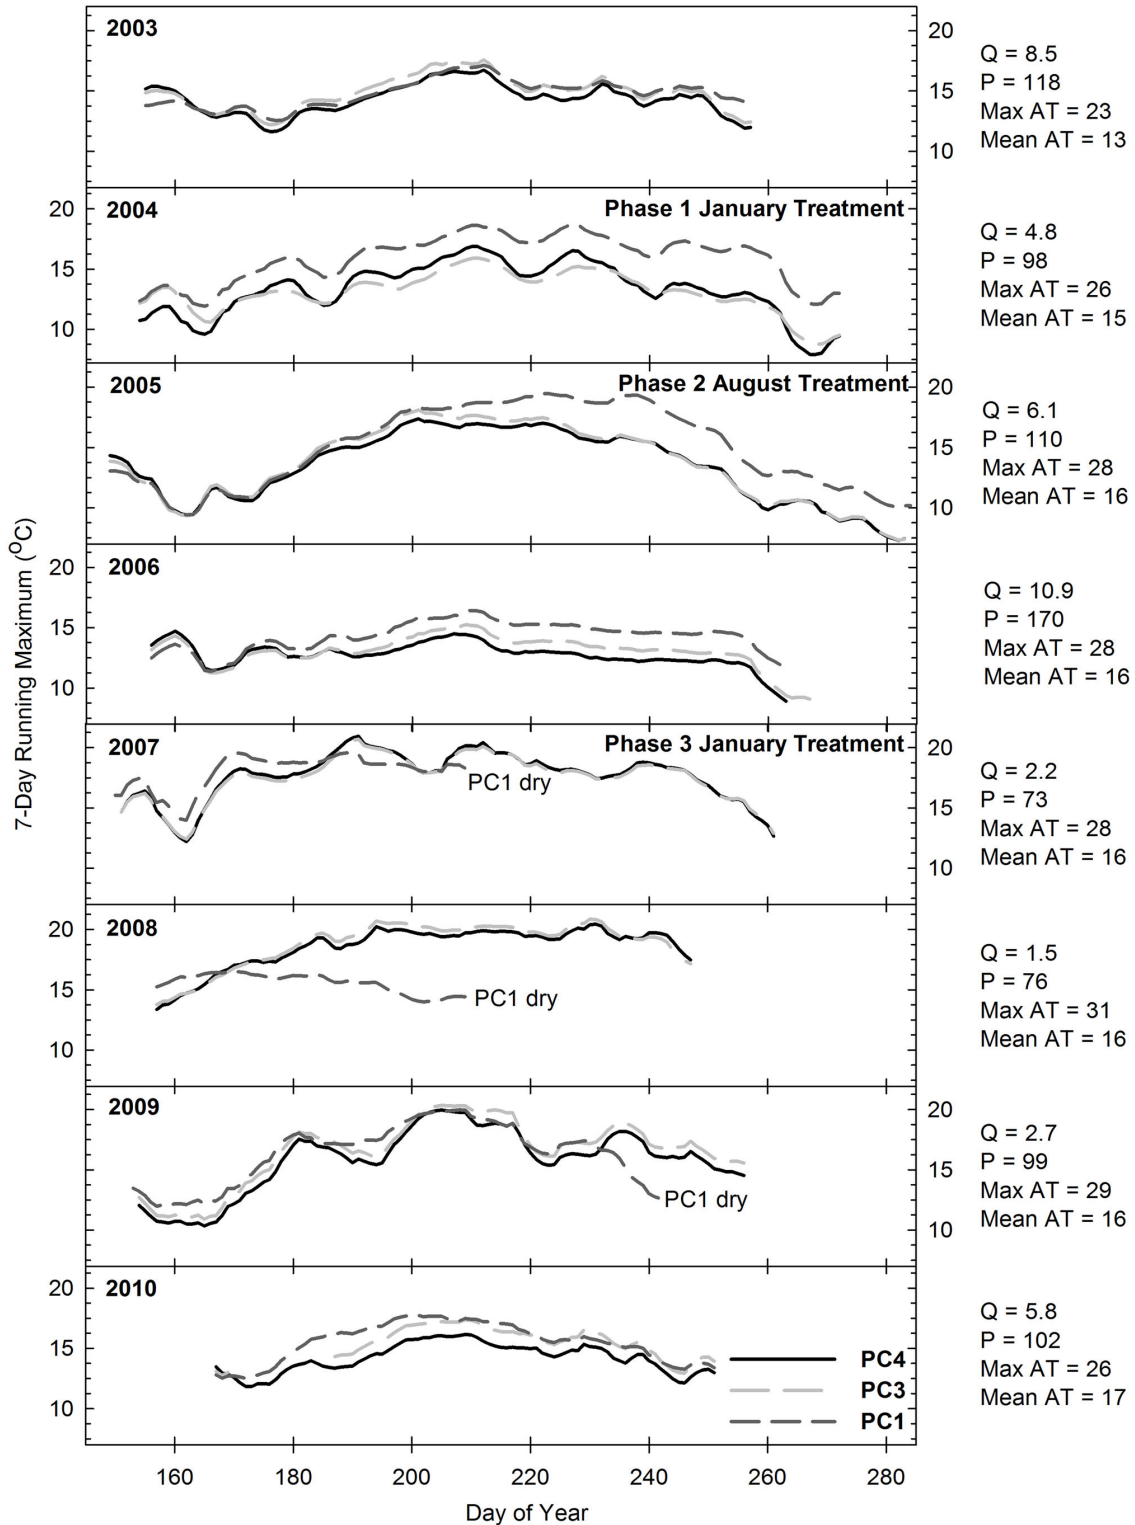 2003
20
15
10
Q = 8.5
P = 118
Max AT = 23
Mean AT = 13
2004
Phase 1 January Treatment
20
15
10
Q = 4.8
P = 98
Max AT = 26
Mean AT = 15
2005
Phase 2 August Treatment
20
15
10
Q = 6.1
P = 110
Max AT = 28
Mean AT = 16
2006
20
15
10
Q = 10.9
P = 170
Max AT = 28
Mean AT = 16
7-Day Running Maximum (°C)
2007
Phase 3 January Treatment
PC1 dry
20
15
10
Q = 2.2
P = 73
Max AT = 28
Mean AT = 16
2008
PC1 dry
20
15
10
Q = 1.5
P = 76
Max AT = 31
Mean AT = 16
2009
PC1 dry
20
15
10
Q = 2.7
P = 99
Max AT = 29
Mean AT = 16
2010
20
15
10
PC4
PC3
PC1
Q = 5.8
P = 102
Max AT = 26
Mean AT = 17
160 180 200 220 240 260 280
Day of Year